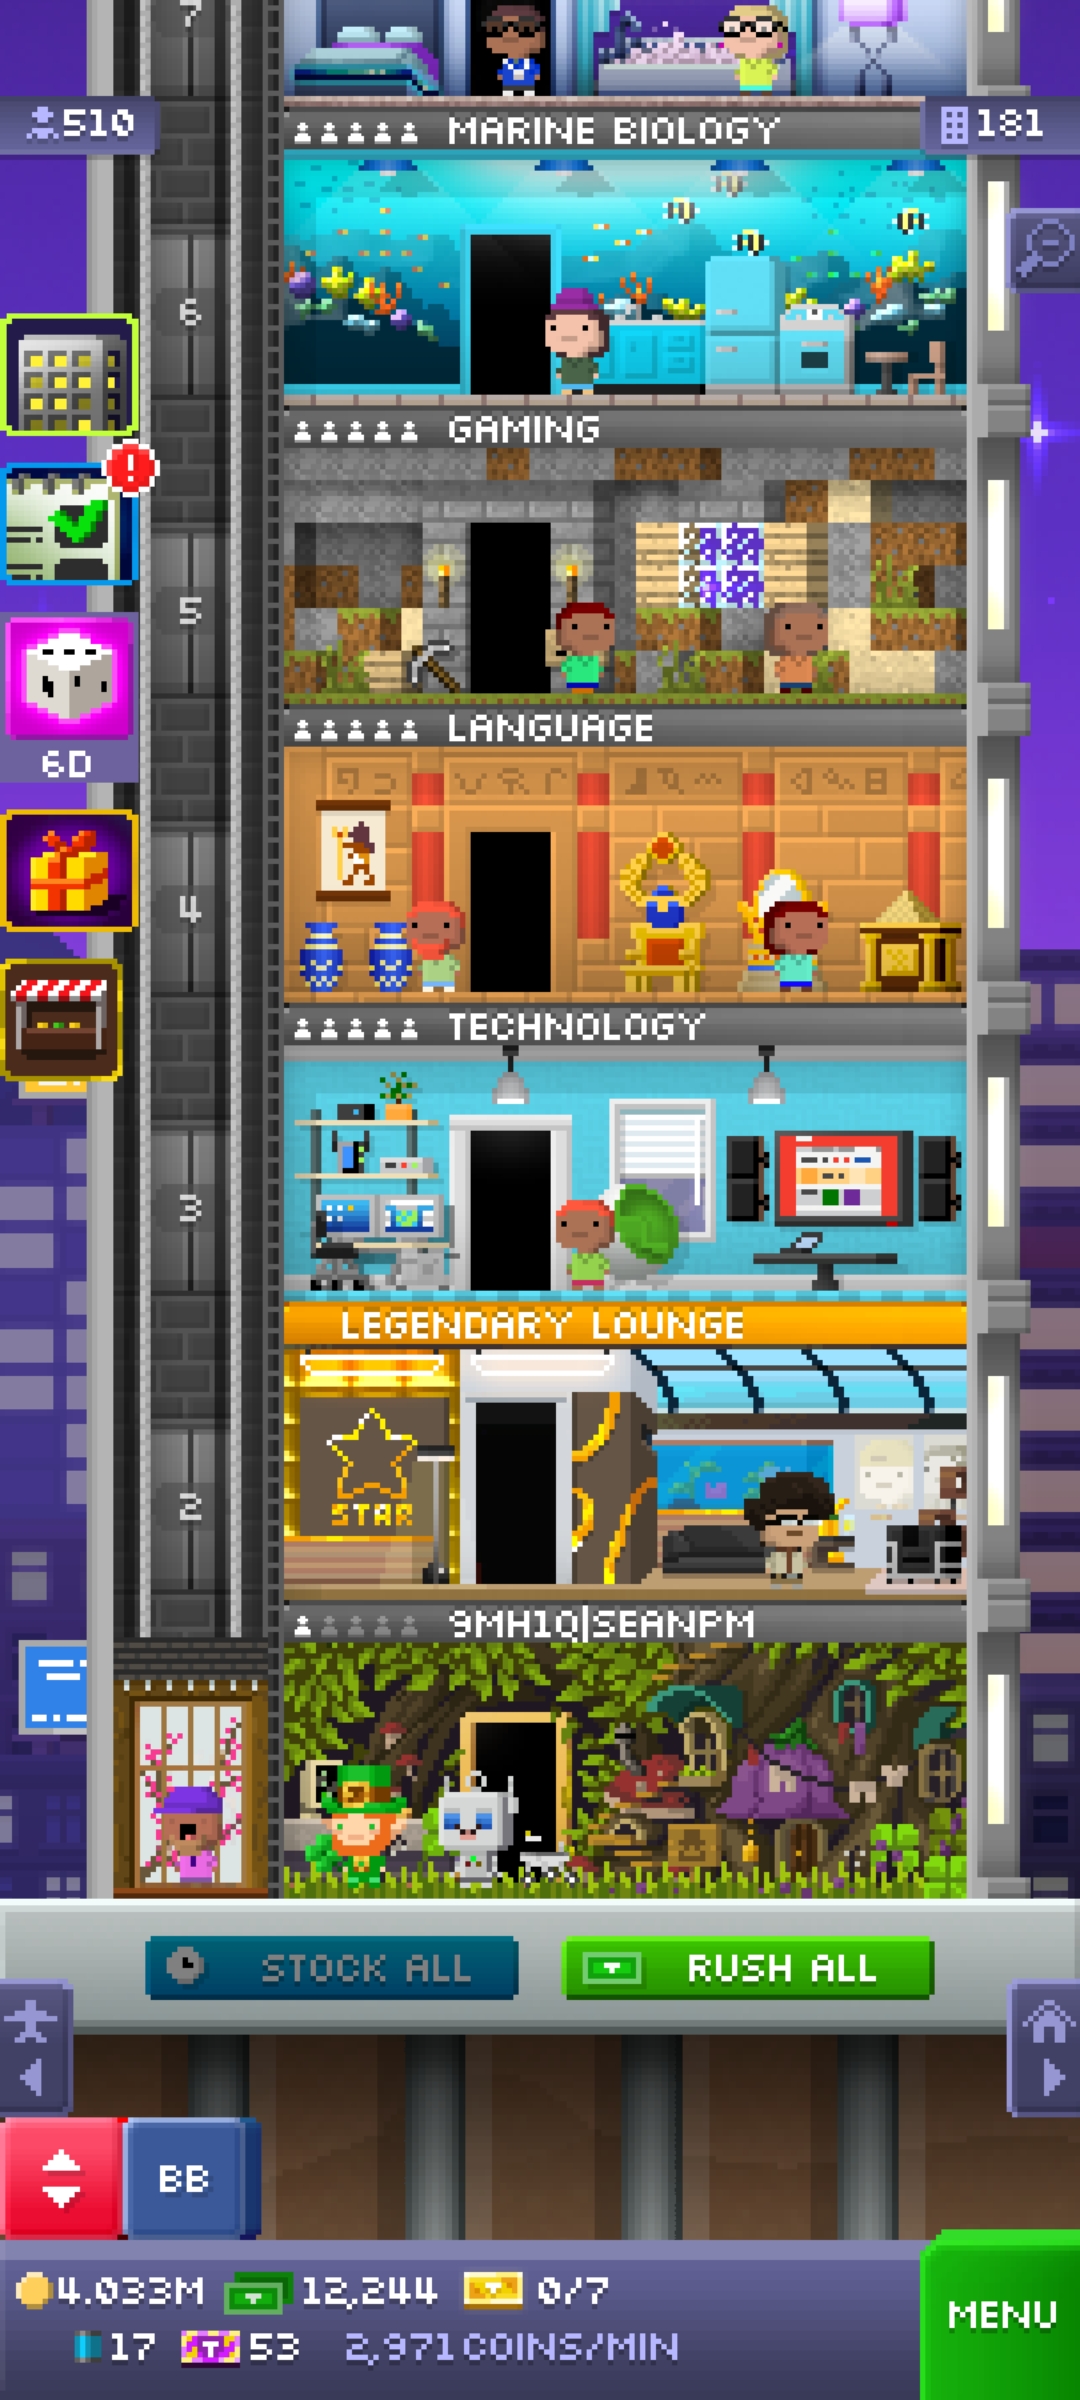 7
510
MARINE BIOLOGY
181
6
GAMING
5
LANGUAGE
6D
4
TECHNOLOGY
3
LEGENDARY LOUNGE
STAR
2
9MH1Q|SEANPM
STOCK ALL
RUSH ALL
BB
4.033M
12,244
0/7
MENU
17
53
2,971 COINS/MIN